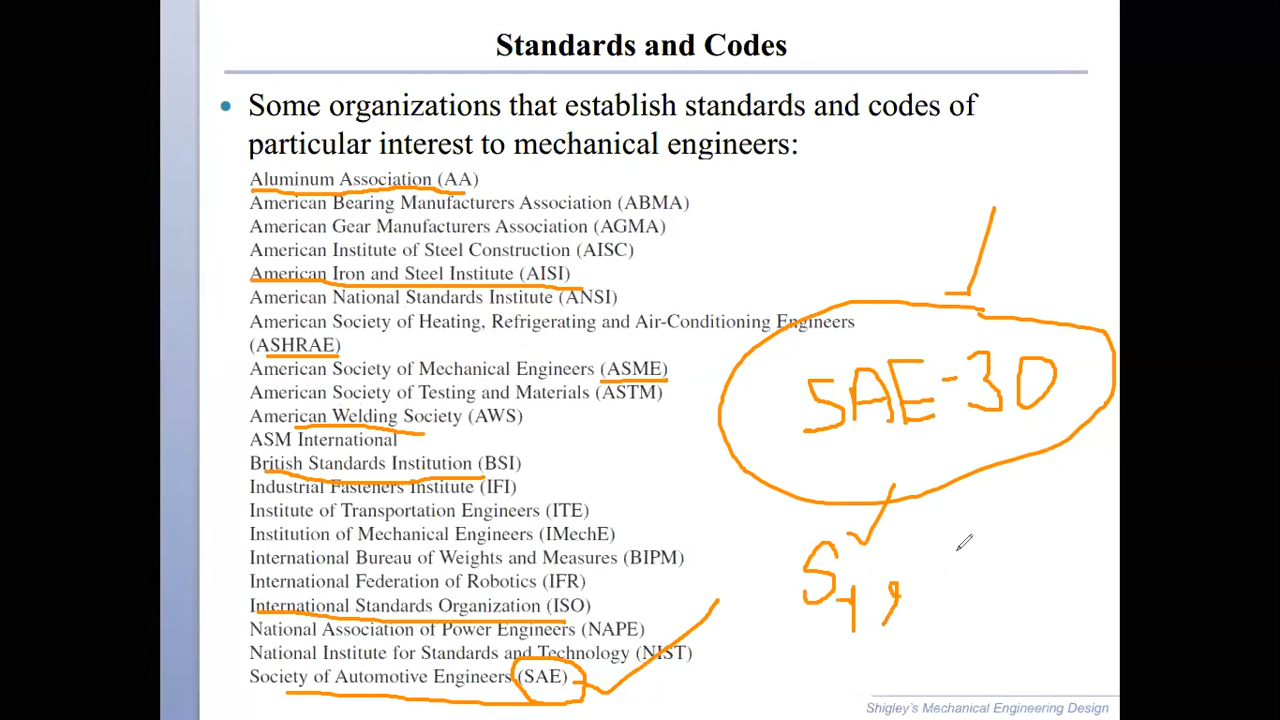 Standards and Codes
• Some organizations that establish standards and codes of
particular interest to mechanical engineers:
Aluminum Association (AA)
American Bearing Manufacturers Association (ABMA)
American Gear Manufacturers Association (AGMA)
American Institute of Steel Construction (AISC)
American Iron and Steel Institute (AISI)
American National Standards Institute (ANSI)
American Society of Heating, Refrigerating and Air-Conditioning Engineers
(ASHRAE)
American Society of Mechanical Engineers (ASME)
American Society of Testing and Materials (ASTM)
American Welding Society (AWS)
ASM International
British Standards Institution (BSI)
Industrial Fasteners Institute (IFI)
Institute of Transportation Engineers (ITE)
Institution of Mechanical Engineers (IMechE)
International Bureau of Weights and Measures (BIPM)
International Federation of Robotics (IFR)
International Standards Organization (ISO)
National Association of Power Engineers (NAPE)
National Institute for Standards and Technology (NIST)
Society of Automotive Engineers (SAE)
SAE-30
Shigley's Mechanical Engineering Design